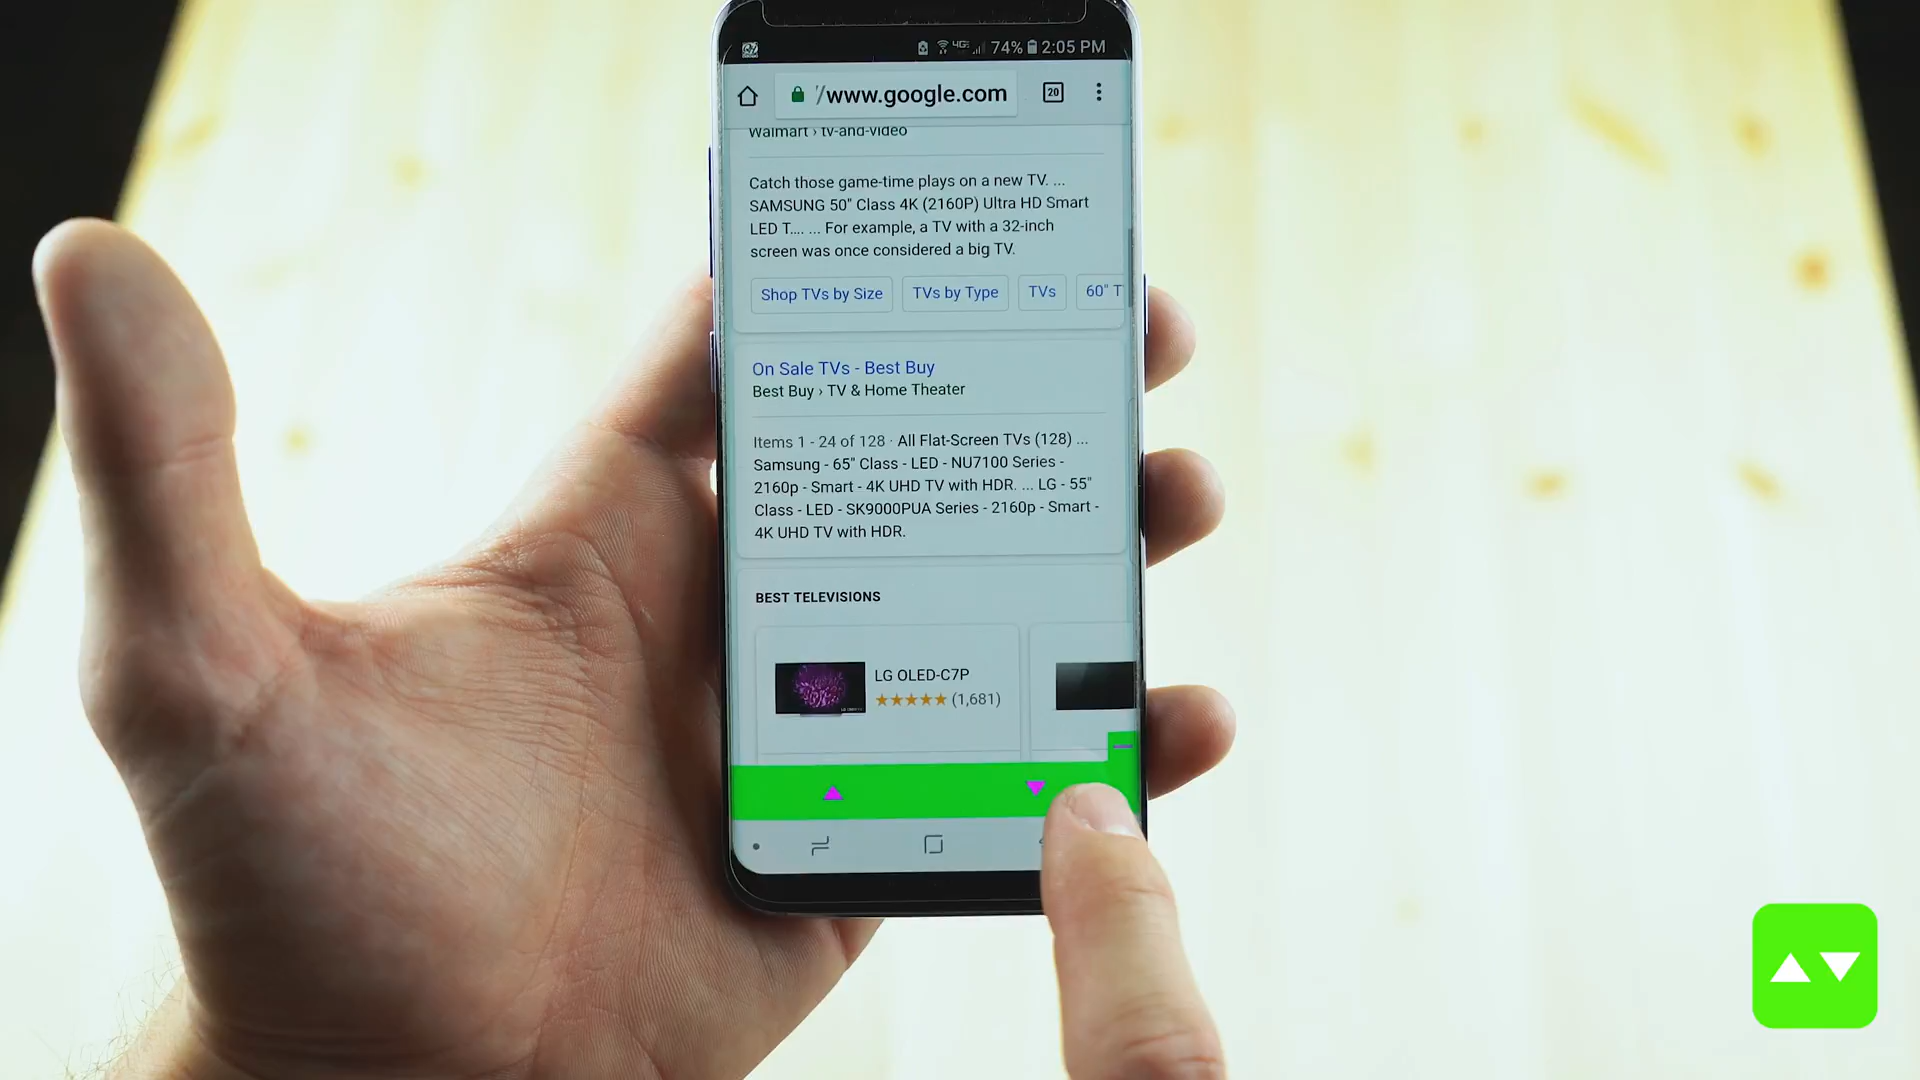 4G 74% 2:05 PM
//www.google.com 20
Walmart › tv-and-video
Catch those game-time plays on a new TV. ...
SAMSUNG 50" Class 4K (2160P) Ultra HD Smart
LED T.... ... For example, a TV with a 32-inch
screen was once considered a big TV.
Shop TVs by Size TVs by Type TVs 60" T
On Sale TVs - Best Buy
Best Buy › TV & Home Theater
Items 1 - 24 of 128 · All Flat-Screen TVs (128) ...
Samsung - 65" Class - LED - NU7100 Series -
2160p - Smart - 4K UHD TV with HDR. ... LG - 55"
Class - LED - SK9000PUA Series - 2160p - Smart -
4K UHD TV with HDR.
BEST TELEVISIONS
LG OLED-C7P
★★★★★ (1,681)